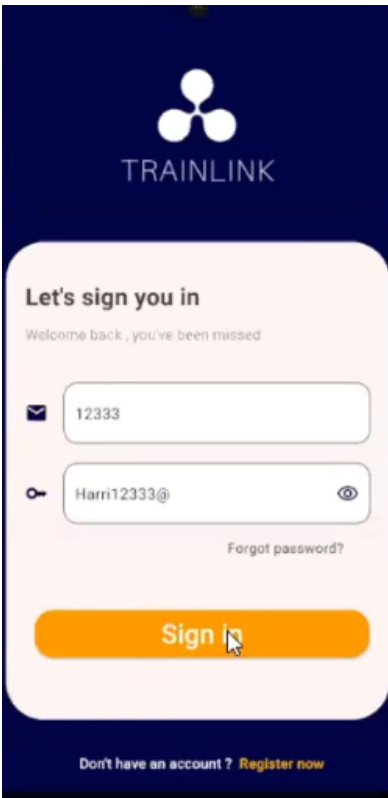 TRAINLINK
Let's sign you in
Welcome back , you've been missed
12333
Harri12333@
Forgot password?
Sign in
Don't have an account ? Register now